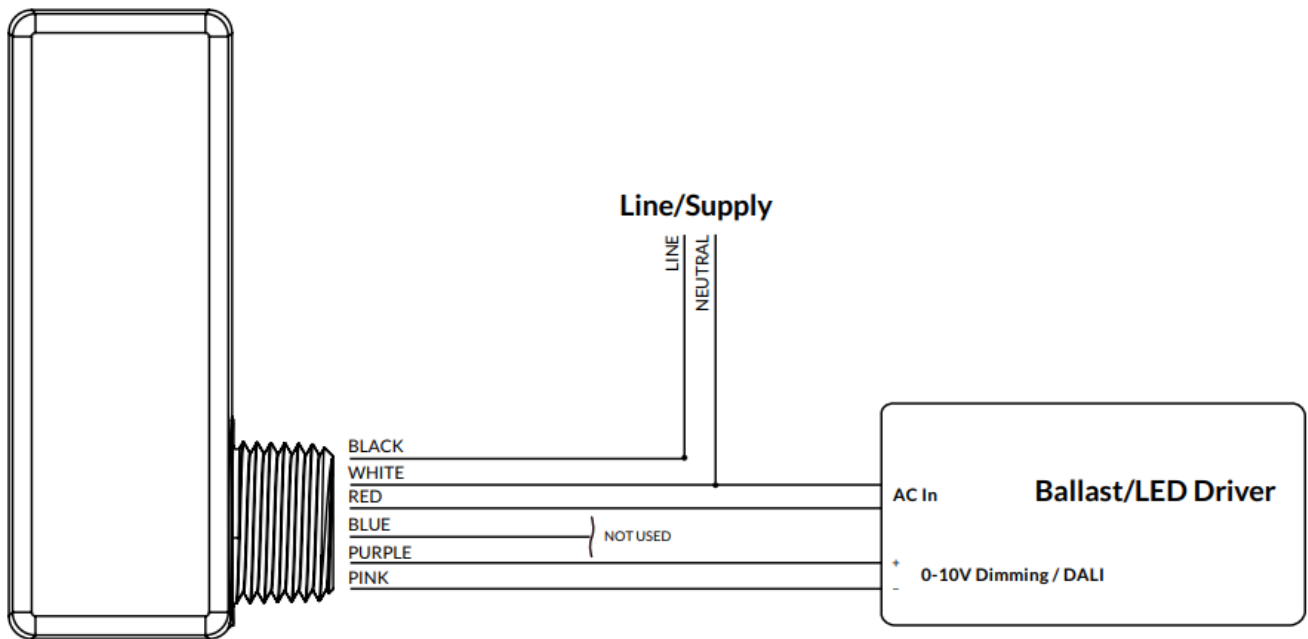 Line/Supply
LINE
NEUTRAL
BLACK
WHITE
RED
BLUE
NOT USED
PURPLE
PINK
AC In
Ballast/LED Driver
+
0-10V Dimming / DALI
–